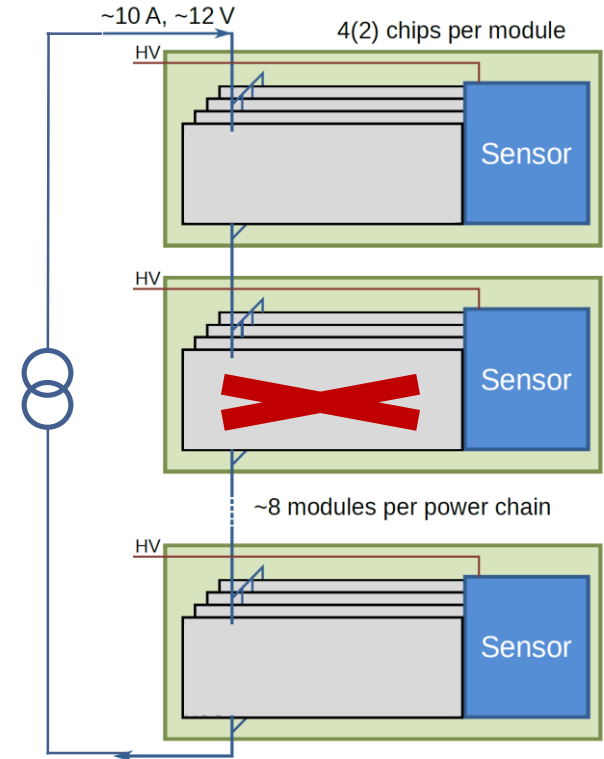 ~10 A, ~12 V
4(2) chips per module
HV
Sensor
HV
Sensor
~8 modules per power chain
HV
Sensor